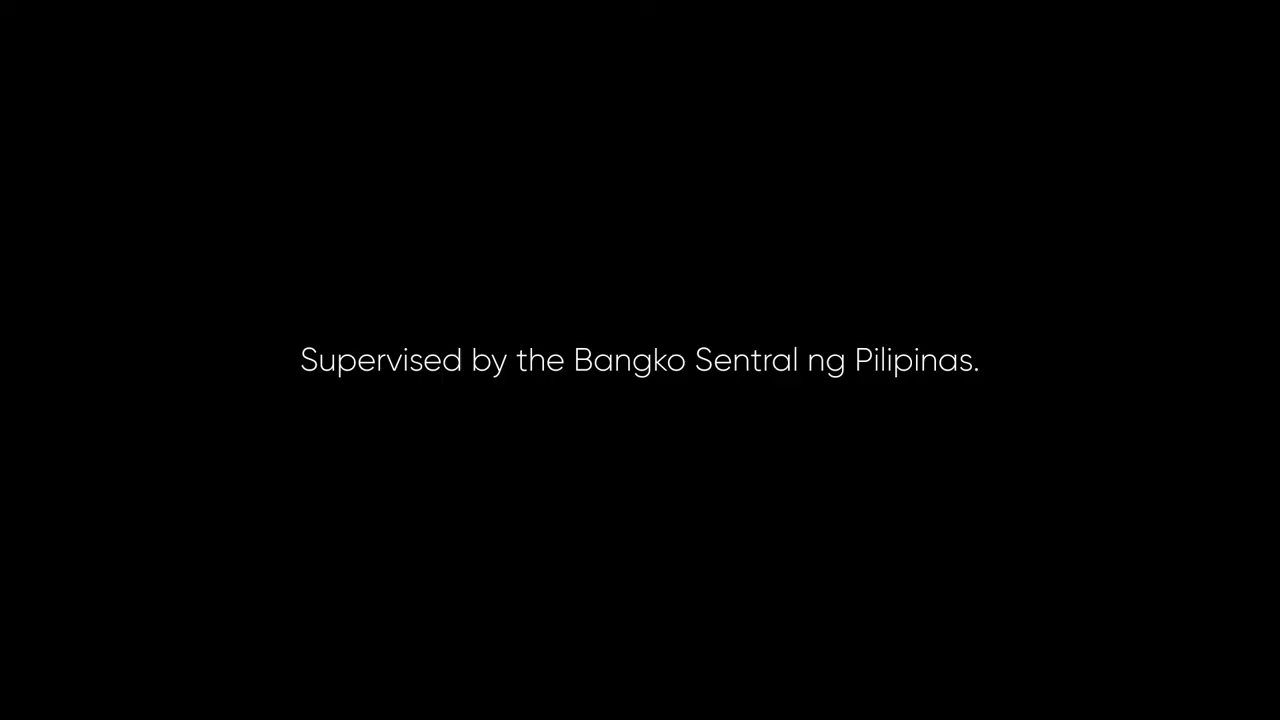 Supervised by the Bangko Sentral ng Pilipinas.